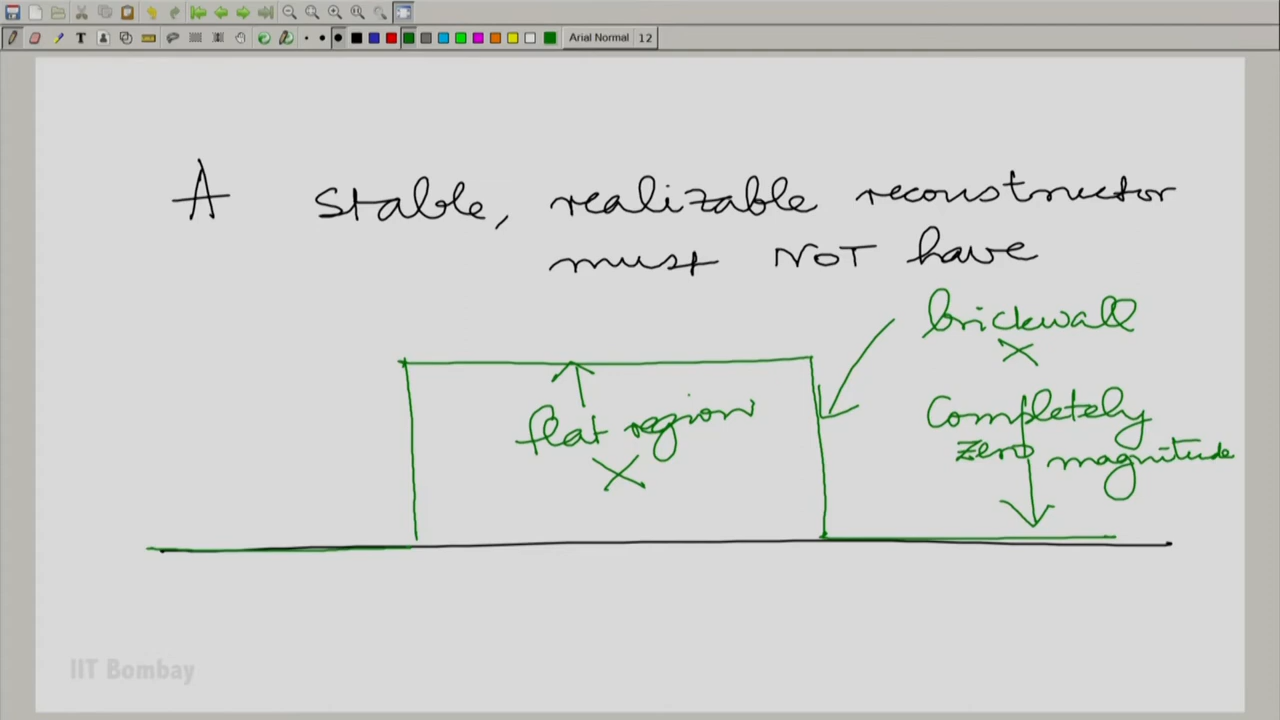 Arial Normal 12
A stable, realizable reconstructor
must NOT have
brickwall
flat region
Completely
zero magnitude
IIT Bombay